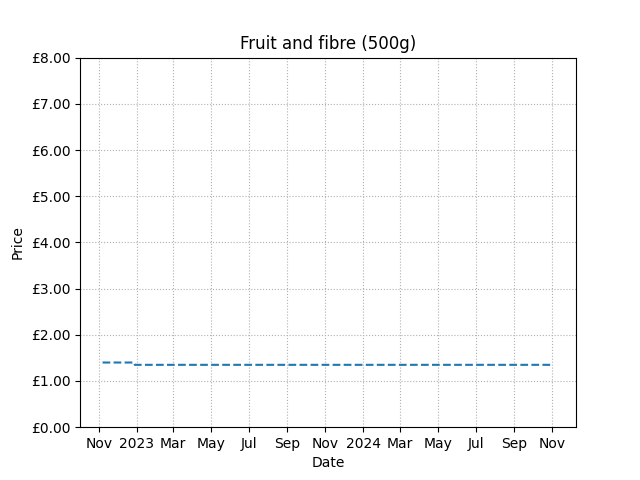 Fruit and fibre (500g)
£8.00
£7.00
£6.00
£5.00
£4.00
£3.00
£2.00
£1.00
£0.00
Price
Nov 2023 Mar May Jul Sep Nov 2024 Mar May Jul Sep Nov
Date